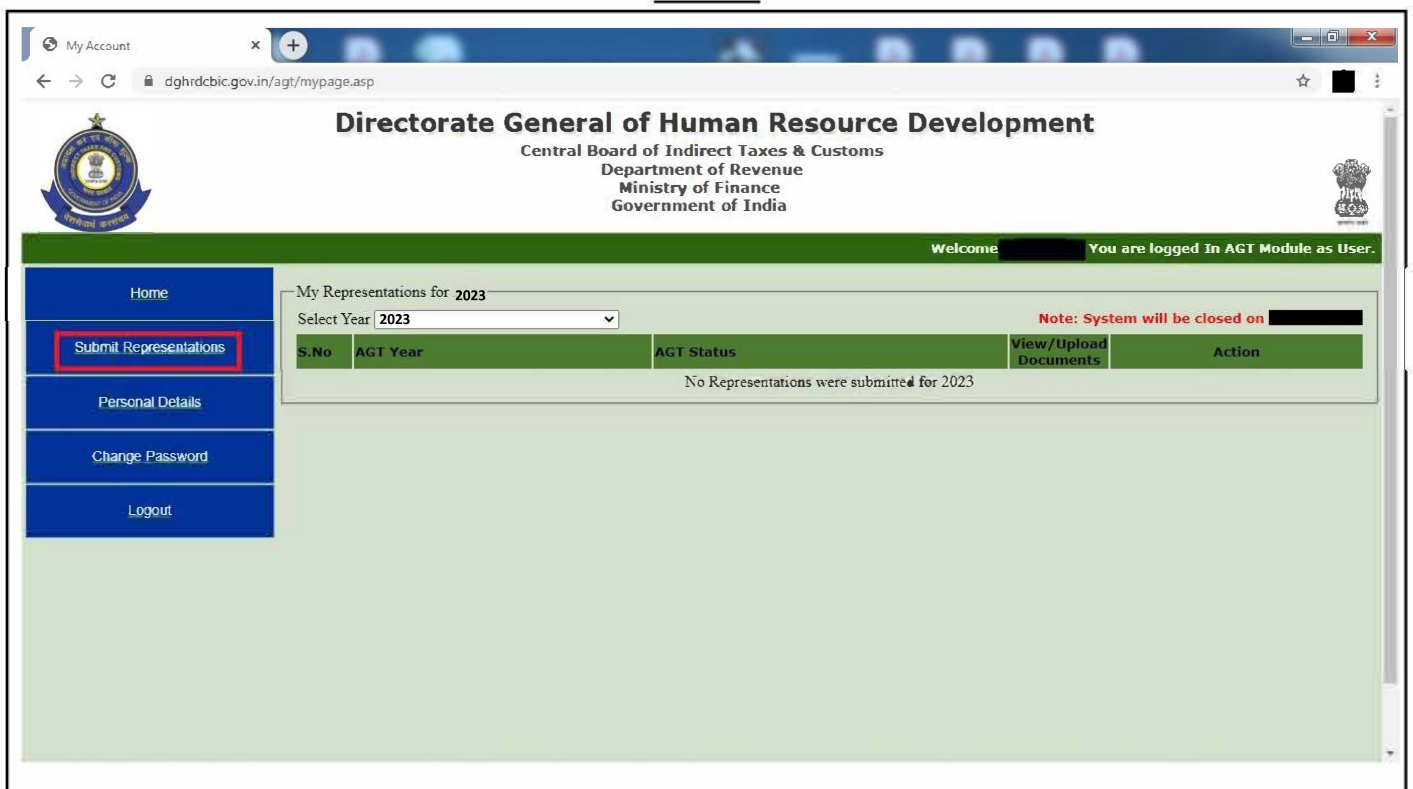 My Account
dghrdcbic.gov.in/agt/mypage.asp
Directorate General of Human Resource Development
Central Board of Indirect Taxes & Customs
Department of Revenue
Ministry of Finance
Government of India
Welcome You are logged In AGT Module as User.
Home
Submit Representations
Personal Details
Change Password
Logout
My Representations for 2023
Select Year 2023
Note: System will be closed on
S.No AGT Year AGT Status View/Upload Documents Action
No Representations were submitted for 2023